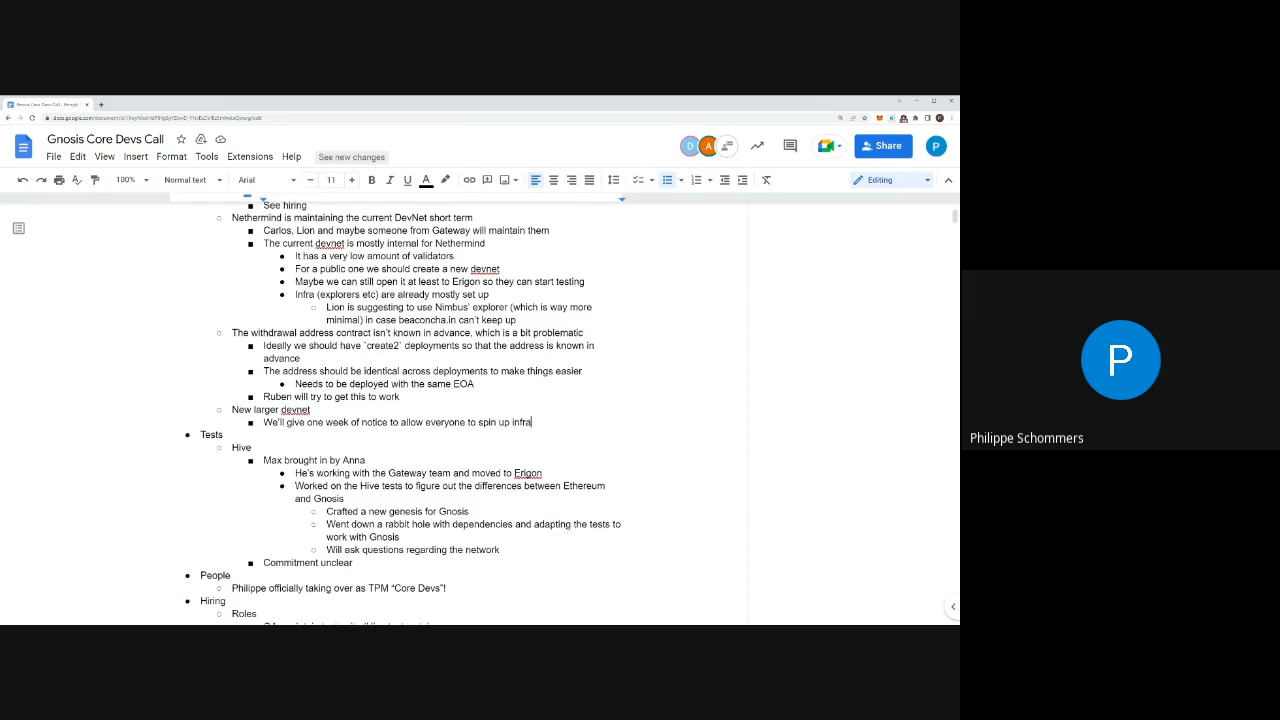 Gnosis Core Devs Call - Google
Gnosis Core Devs Call
File Edit View Insert Format Tools Extensions Help See new changes
D A Share P
100% Normal text Arial 11 B I U A Editing
See hiring
Nethermind is maintaining the current DevNet short term
Carlos, Lion and maybe someone from Gateway will maintain them
The current devnet is mostly internal for Nethermind
It has a very low amount of validators
For a public one we should create a new devnet
Maybe we can still open it at least to Erigon so they can start testing
Infra (explorers etc) are already mostly set up
Lion is suggesting to use Nimbus' explorer (which is way more
minimal) in case beaconcha.in can't keep up
The withdrawal address contract isn't known in advance, which is a bit problematic
Ideally we should have `create2` deployments so that the address is known in
advance
The address should be identical across deployments to make things easier
Needs to be deployed with the same EOA
Ruben will try to get this to work
New larger devnet
We'll give one week of notice to allow everyone to spin up infra
Tests
Hive
Max brought in by Anna
He's working with the Gateway team and moved to Erigon
Worked on the Hive tests to figure out the differences between Ethereum
and Gnosis
Crafted a new genesis for Gnosis
Went down a rabbit hole with dependencies and adapting the tests to
work with Gnosis
Will ask questions regarding the network
Commitment unclear
People
Philippe officially taking over as TPM “Core Devs”!
Hiring
Roles
P
Philippe Schommers